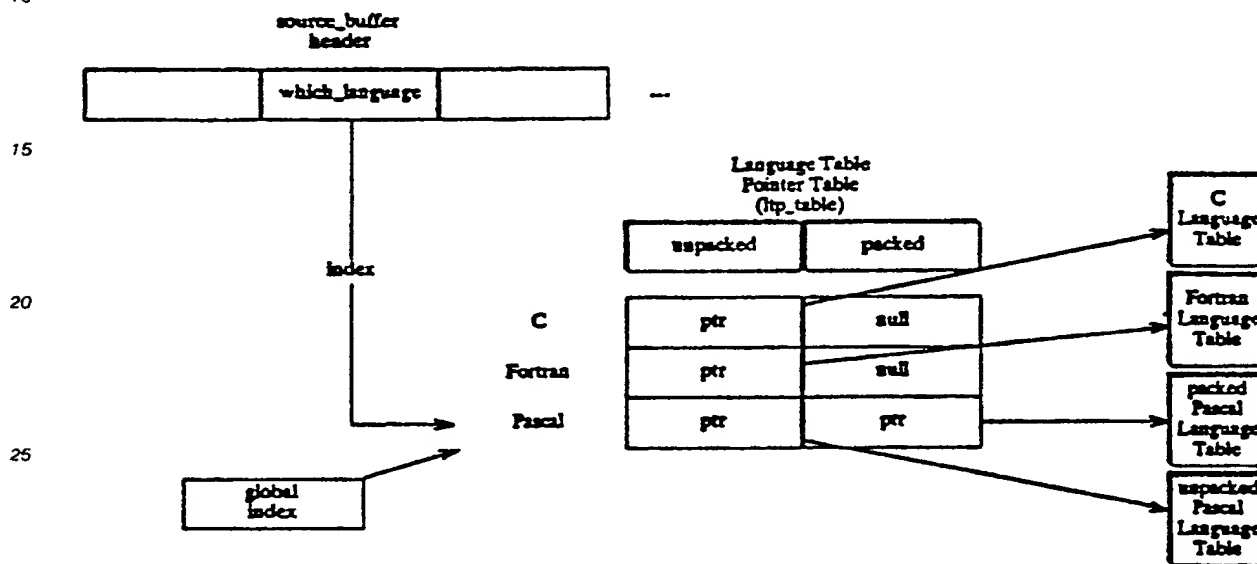 source_buffer
header
which_language
...
15
Language Table
Pointer Table
(ltp_table)
unpacked packed
C
Language
Table
index
20
C ptr null
Fortran
Language
Table
Fortran ptr null
Pascal ptr ptr
packed
Pascal
Language
Table
25
global
index
unpacked
Pascal
Language
Table